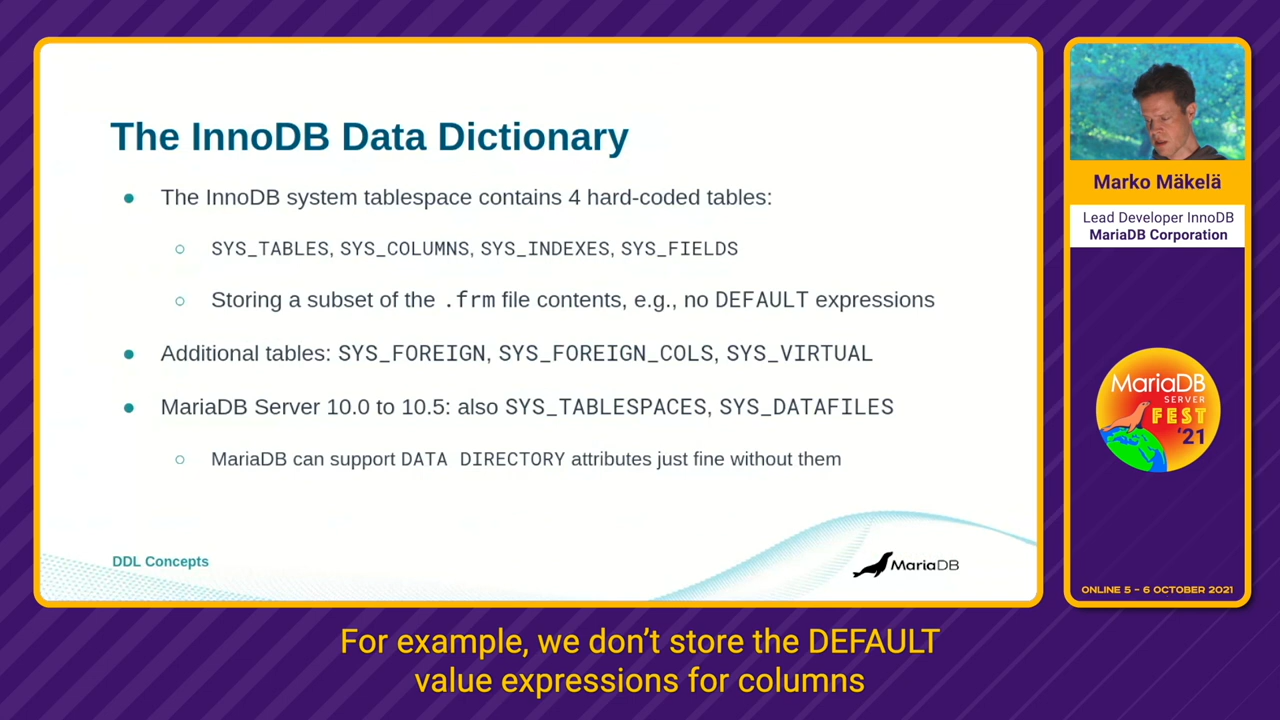 The InnoDB Data Dictionary
● The InnoDB system tablespace contains 4 hard-coded tables:
○ SYS_TABLES, SYS_COLUMNS, SYS_INDEXES, SYS_FIELDS
○ Storing a subset of the .frm file contents, e.g., no DEFAULT expressions
● Additional tables: SYS_FOREIGN, SYS_FOREIGN_COLS, SYS_VIRTUAL
● MariaDB Server 10.0 to 10.5: also SYS_TABLESPACES, SYS_DATAFILES
○ MariaDB can support DATA DIRECTORY attributes just fine without them
DDL Concepts
MariaDB
Marko Mäkelä
Lead Developer InnoDB
MariaDB Corporation
MariaDB
SERVER
FEST
'21
ONLINE 5 – 6 OCTOBER 2021
For example, we don't store the DEFAULT
value expressions for columns